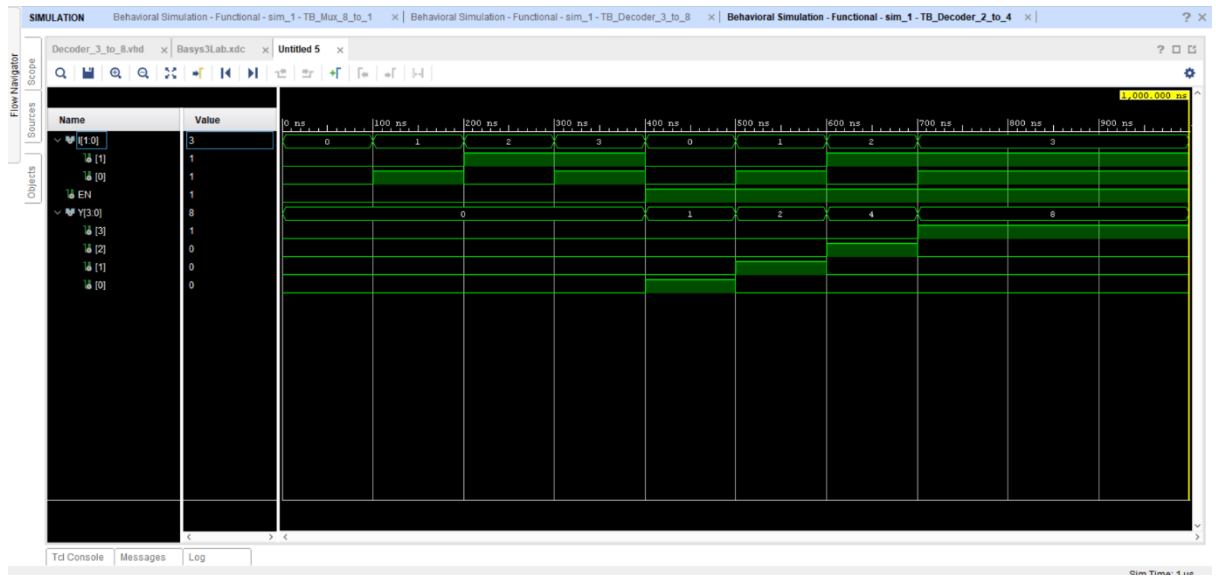 SIMULATION Behavioral Simulation - Functional - sim_1 - TB_Mux_8_to_1 × Behavioral Simulation - Functional - sim_1 - TB_Decoder_3_to_8 × Behavioral Simulation - Functional - sim_1 - TB_Decoder_2_to_4 × ? ×
Flow Navigator
Scope
Sources
Objects
Decoder_3_to_8.vhd × Basys3Lab.xdc × Untitled 5 ×
1,000.000 ns
Name Value 0 ns 100 ns 200 ns 300 ns 400 ns 500 ns 600 ns 700 ns 800 ns 900 ns
I[1:0] 3 0 1 2 3 0 1 2 3
[1] 1
[0] 1
EN 1
Y[3:0] 8 0 1 2 4 8
[3] 1
[2] 0
[1] 0
[0] 0
Tcl Console Messages Log
Sim Time: 1 us